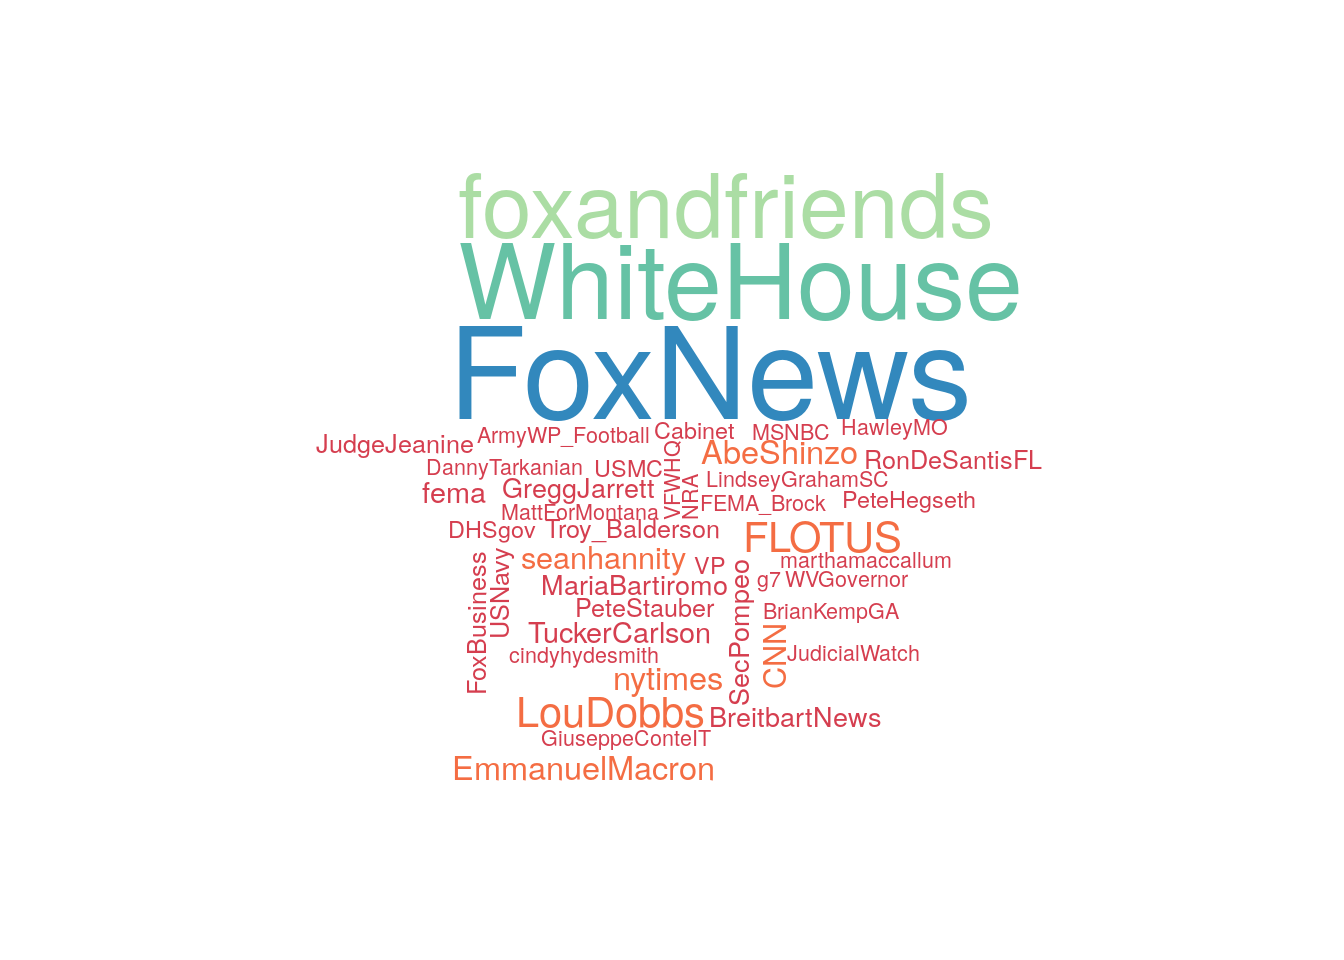 foxandfriends
WhiteHouse
FoxNews
JudgeJeanine
ArmyWP_Football
Cabinet
MSNBC
HawleyMO
DannyTarkanian
USMC
VFWHQ
AbeShinzo
RonDeSantisFL
fema
GreggJarrett
NRA
LindseyGrahamSC
MattForMontana
FEMA_Brock
PeteHegseth
DHSgov
Troy_Balderson
FLOTUS
seanhannity
VP
marthamaccallum
FoxBusiness
USNavy
MariaBartiromo
SecPompeo
g7
WVGovernor
PeteStauber
BrianKempGA
TuckerCarlson
CNN
JudicialWatch
cindyhydesmith
nytimes
LouDobbs
BreitbartNews
GiuseppeConteIT
EmmanuelMacron